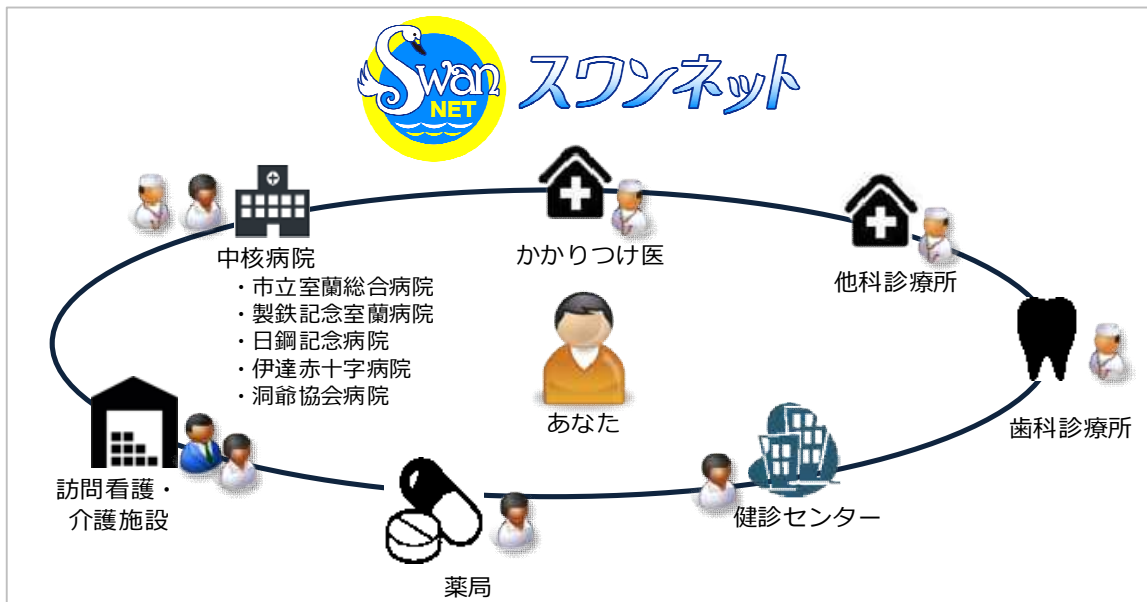 Swan
NET
スワンネット
中核病院
・市立室蘭総合病院
・製鉄記念室蘭病院
・日鋼記念病院
・伊達赤十字病院
・洞爺協会病院
かかりつけ医
他科診療所
歯科診療所
あなた
健診センター
薬局
訪問看護・
介護施設